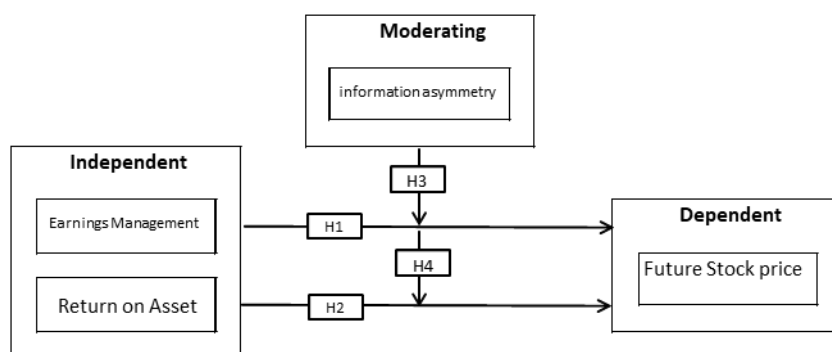 Moderating
information asymmetry
Independent
H3
Earnings Management
H1
Dependent
H4
Future Stock price
Return on Asset
H2